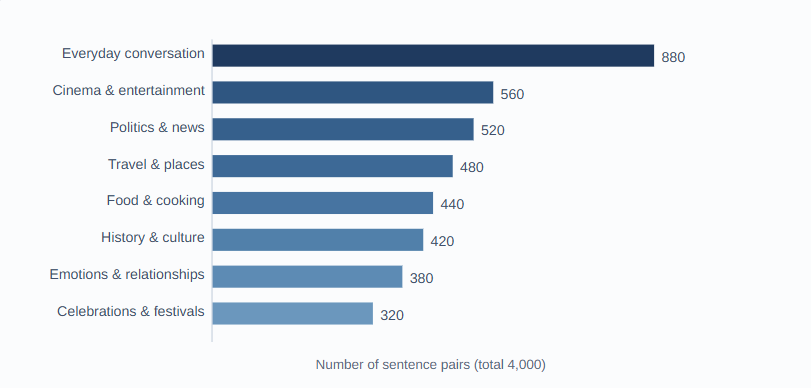 Everyday conversation 880
Cinema & entertainment 560
Politics & news 520
Travel & places 480
Food & cooking 440
History & culture 420
Emotions & relationships 380
Celebrations & festivals 320
Number of sentence pairs (total 4,000)